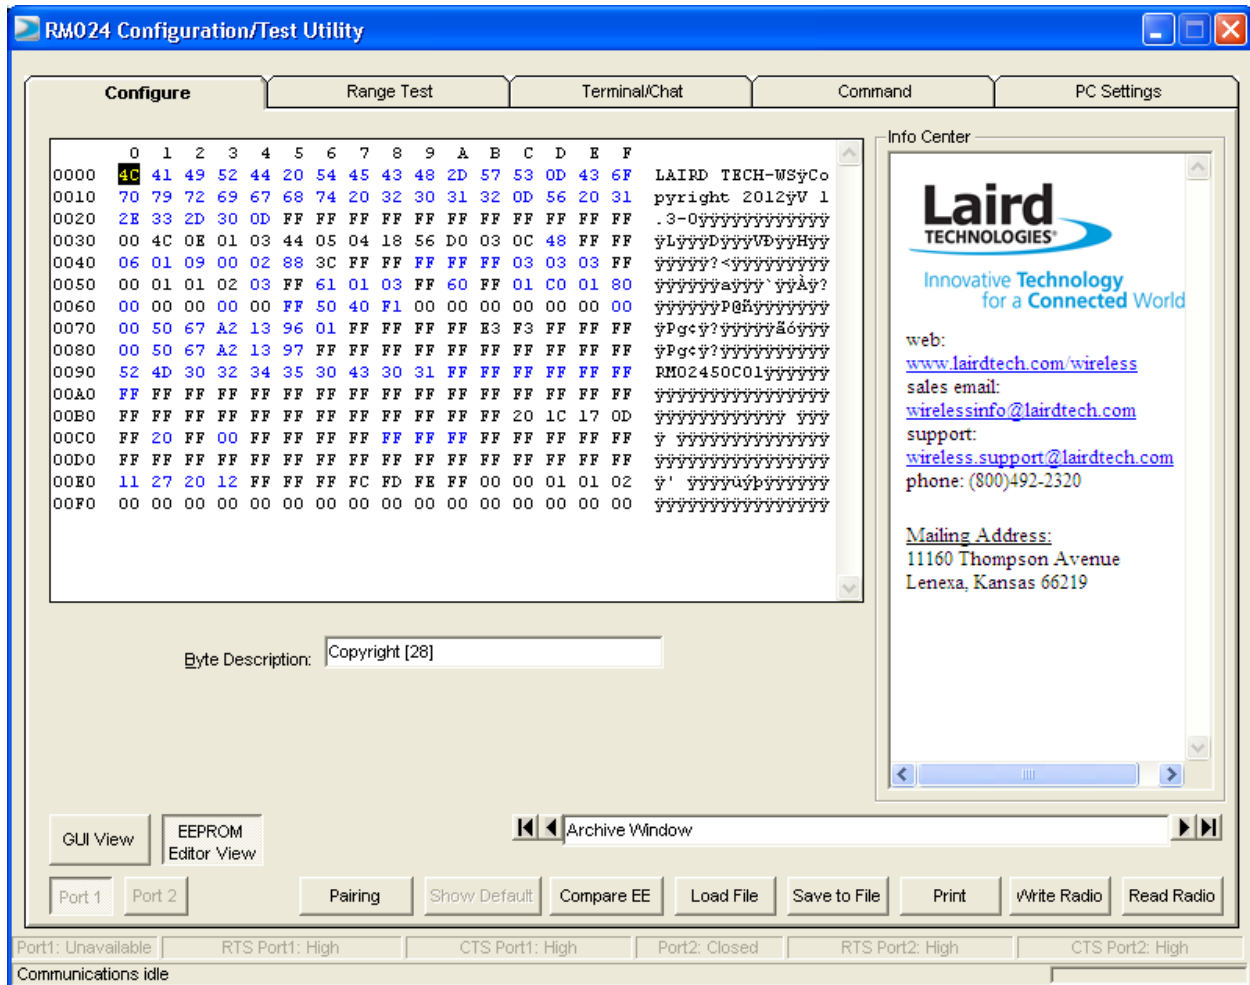 RM024 Configuration/Test Utility
Configure Range Test Terminal/Chat Command PC Settings
0 1 2 3 4 5 6 7 8 9 A B C D E F
0000 4C 41 49 52 44 20 54 45 43 48 2D 57 53 0D 43 6F LAIRD TECH-WSÿCo
0010 70 79 72 69 67 68 74 20 32 30 31 32 0D 56 20 31 pyright 2012ÿV 1
0020 2E 33 2D 30 0D FF FF FF FF FF FF FF FF FF FF FF .3-0ÿÿÿÿÿÿÿÿÿÿÿÿ
0030 00 4C 0E 01 03 44 05 04 18 56 D0 03 0C 48 FF FF ÿLÿÿÿDÿÿÿVÐÿÿHÿÿ
0040 06 01 09 00 02 88 3C FF FF FF FF FF 03 03 03 FF ÿÿÿÿÿ?<ÿÿÿÿÿÿÿÿÿ
0050 00 01 01 02 03 FF 61 01 03 FF 60 FF 01 C0 01 80 ÿÿÿÿÿÿaÿÿÿ`ÿÿÀÿ?
0060 00 00 00 00 00 FF 50 40 F1 00 00 00 00 00 00 00 ÿÿÿÿÿÿP@ñÿÿÿÿÿÿÿ
0070 00 50 67 A2 13 96 01 FF FF FF FF E3 F3 FF FF FF ÿPg¢ÿ?ÿÿÿÿÿãóÿÿÿ
0080 00 50 67 A2 13 97 FF FF FF FF FF FF FF FF FF FF ÿPg¢ÿ?ÿÿÿÿÿÿÿÿÿÿ
0090 52 4D 30 32 34 35 30 43 30 31 FF FF FF FF FF FF RM02450C01ÿÿÿÿÿÿ
00A0 FF FF FF FF FF FF FF FF FF FF FF FF FF FF FF FF ÿÿÿÿÿÿÿÿÿÿÿÿÿÿÿÿ
00B0 FF FF FF FF FF FF FF FF FF FF FF FF 20 1C 17 0D ÿÿÿÿÿÿÿÿÿÿÿÿ ÿÿÿ
00C0 FF 20 FF 00 FF FF FF FF FF FF FF FF FF FF FF FF ÿ ÿÿÿÿÿÿÿÿÿÿÿÿÿÿ
00D0 FF FF FF FF FF FF FF FF FF FF FF FF FF FF FF FF ÿÿÿÿÿÿÿÿÿÿÿÿÿÿÿÿ
00E0 11 27 20 12 FF FF FF FC FD FE FF 00 00 01 01 02 ÿ' ÿÿÿÿüýþÿÿÿÿÿÿ
00F0 00 00 00 00 00 00 00 00 00 00 00 00 00 00 00 00 ÿÿÿÿÿÿÿÿÿÿÿÿÿÿÿÿ
Byte Description: Copyright [28]
Info Center
Laird
TECHNOLOGIES®
Innovative Technology
for a Connected World
web:
www.lairdtech.com/wireless
sales email:
wirelessinfo@lairdtech.com
support:
wireless.support@lairdtech.com
phone: (800)492-2320
Mailing Address:
11160 Thompson Avenue
Lenexa, Kansas 66219
GUI View
EEPROM
Editor View
Archive Window
Port 1 Port 2 Pairing Show Default Compare EE Load File Save to File Print Write Radio Read Radio
Port1: Unavailable RTS Port1: High CTS Port1: High Port2: Closed RTS Port2: High CTS Port2: High
Communications idle